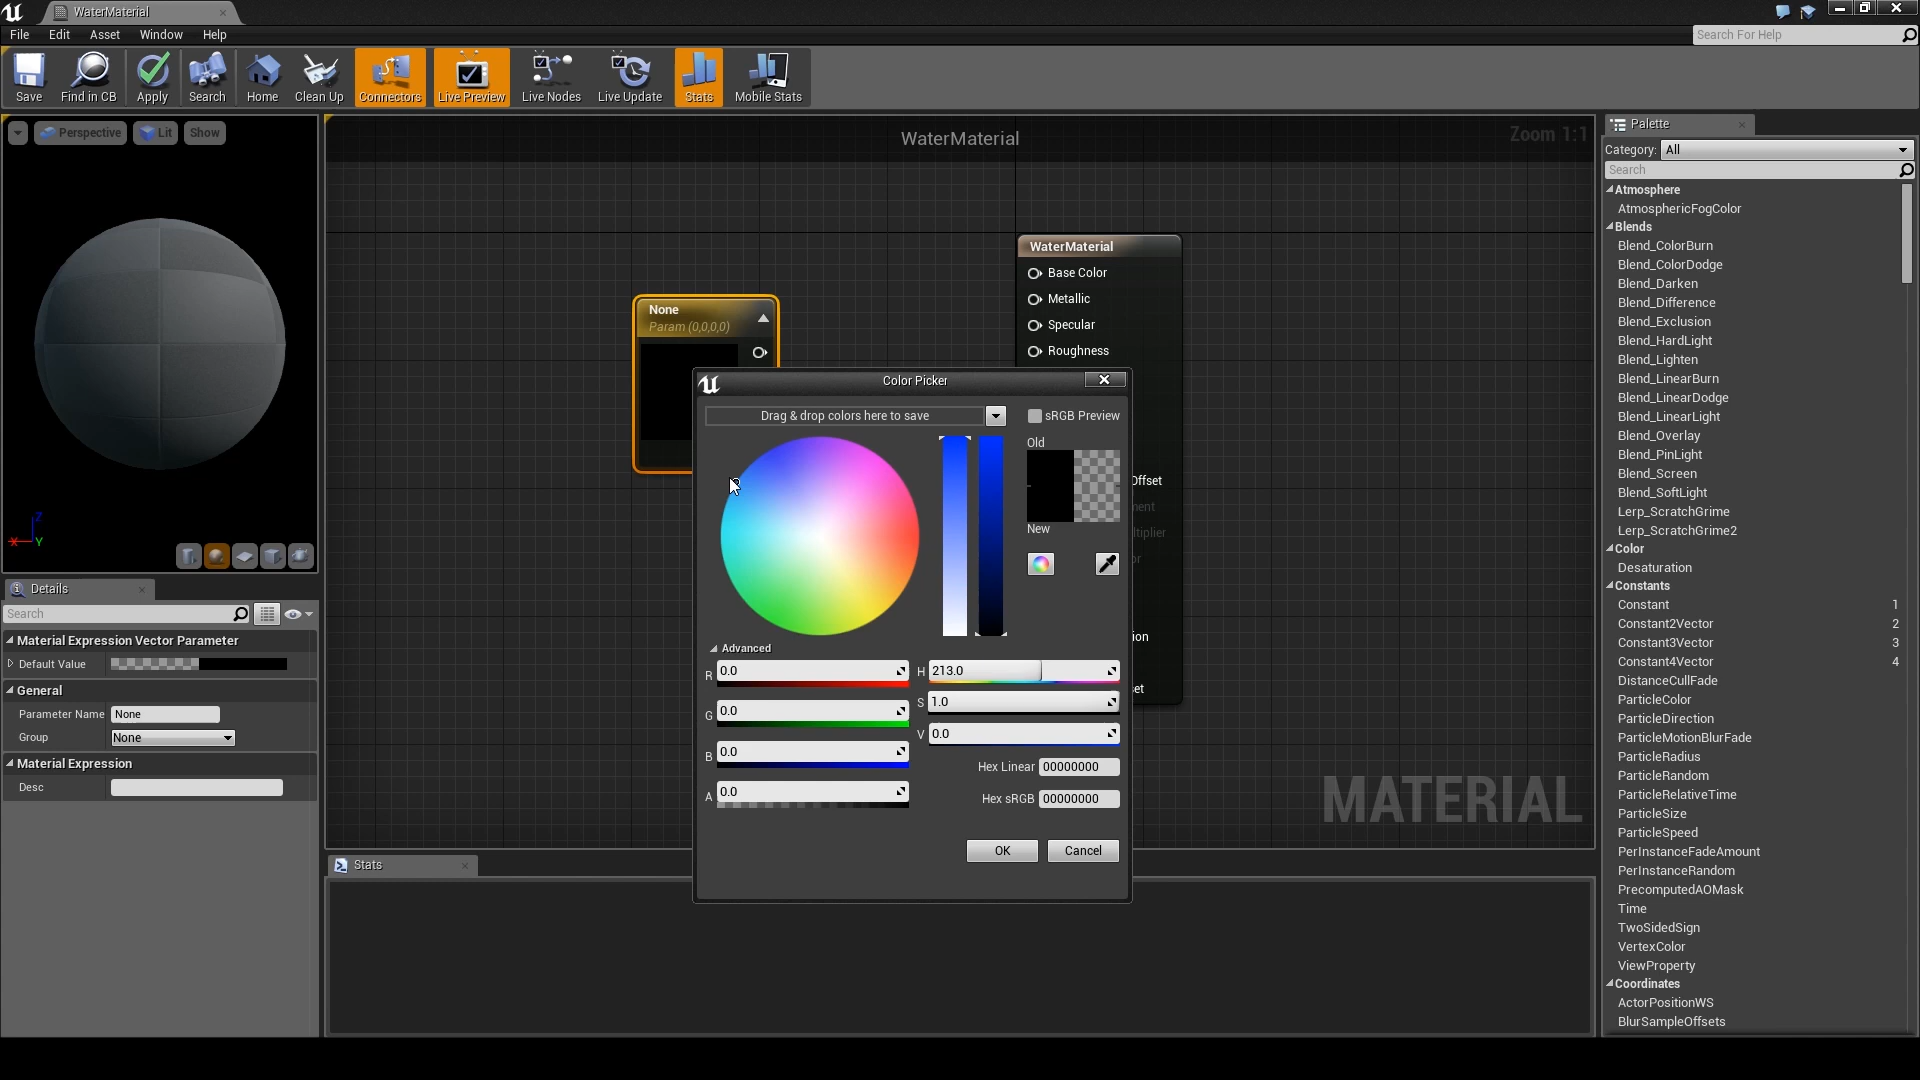 WaterMaterial
File Edit Asset Window Help
Search For Help
Save Find in CB Apply Search Home Clean Up Connectors Live Preview Live Nodes Live Update Stats Mobile Stats
Perspective Lit Show
X
Y
Z
Details
Search
Material Expression Vector Parameter
Default Value
General
Parameter Name None
Group None
Material Expression
Desc
WaterMaterial
Zoom 1:1
None
Param (0,0,0,0)
WaterMaterial
Base Color
Metallic
Specular
Roughness
Offset
MATERIAL
Color Picker
Drag & drop colors here to save
sRGB Preview
Old
New
Advanced
R 0.0
G 0.0
B 0.0
A 0.0
H 213.0
S 1.0
V 0.0
Hex Linear 00000000
Hex sRGB 00000000
OK Cancel
Stats
Palette
Category: All
Search
Atmosphere
AtmosphericFogColor
Blends
Blend_ColorBurn
Blend_ColorDodge
Blend_Darken
Blend_Difference
Blend_Exclusion
Blend_HardLight
Blend_Lighten
Blend_LinearBurn
Blend_LinearDodge
Blend_LinearLight
Blend_Overlay
Blend_PinLight
Blend_Screen
Blend_SoftLight
Lerp_ScratchGrime
Lerp_ScratchGrime2
Color
Desaturation
Constants
Constant 1
Constant2Vector 2
Constant3Vector 3
Constant4Vector 4
DistanceCullFade
ParticleColor
ParticleDirection
ParticleMotionBlurFade
ParticleRadius
ParticleRandom
ParticleRelativeTime
ParticleSize
ParticleSpeed
PerInstanceFadeAmount
PerInstanceRandom
PrecomputedAOMask
Time
TwoSidedSign
VertexColor
ViewProperty
Coordinates
ActorPositionWS
BlurSampleOffsets